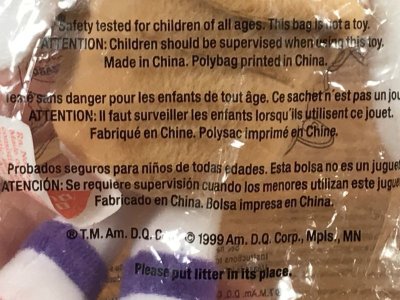 Safety tested for children of all ages. This bag is not a toy.
ATTENTION: Children should be supervised when using this toy.
Made in China. Polybag printed in China.
sans danger pour les enfants de tout âge. Ce sachet n'est pas un jou
ATTENTION: Il faut surveiller les enfants lorsqu'ils utilisent ce jouet.
Fabriqué en Chine. Polysac imprimé en Chine.
Probados seguros para niños de todas edades. Esta bolsa no es un juguet
ATENCIÓN: Se requiere supervisión cuando los menores utilizan este jugue
Fabricado en China. Bolsa impresa en China.
® T.M. Am. D.Q. C © 1999 Am. D.Q. Corp., Mpls., MN
Please put litter in its place.